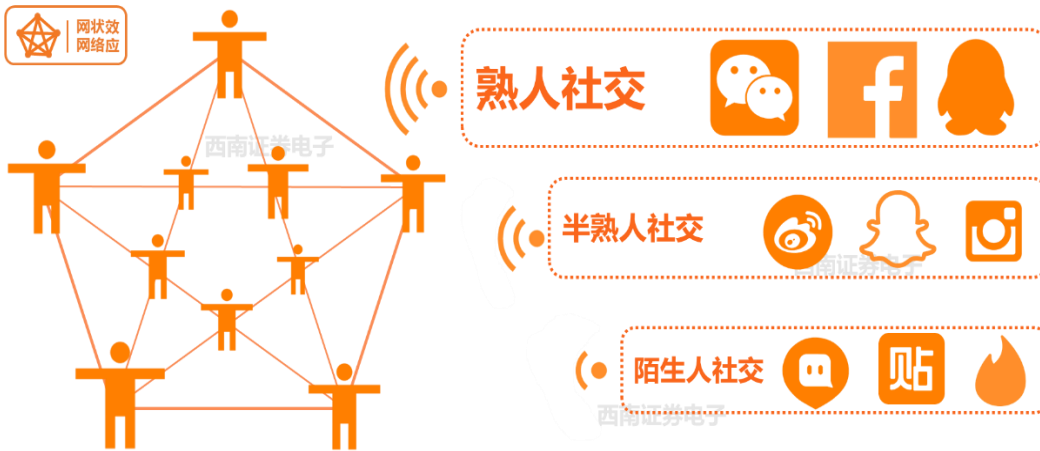 网状效
网络应
熟人社交
西南证券电子
半熟人社交
西南证券电子
陌生人社交
贴
西南证券电子